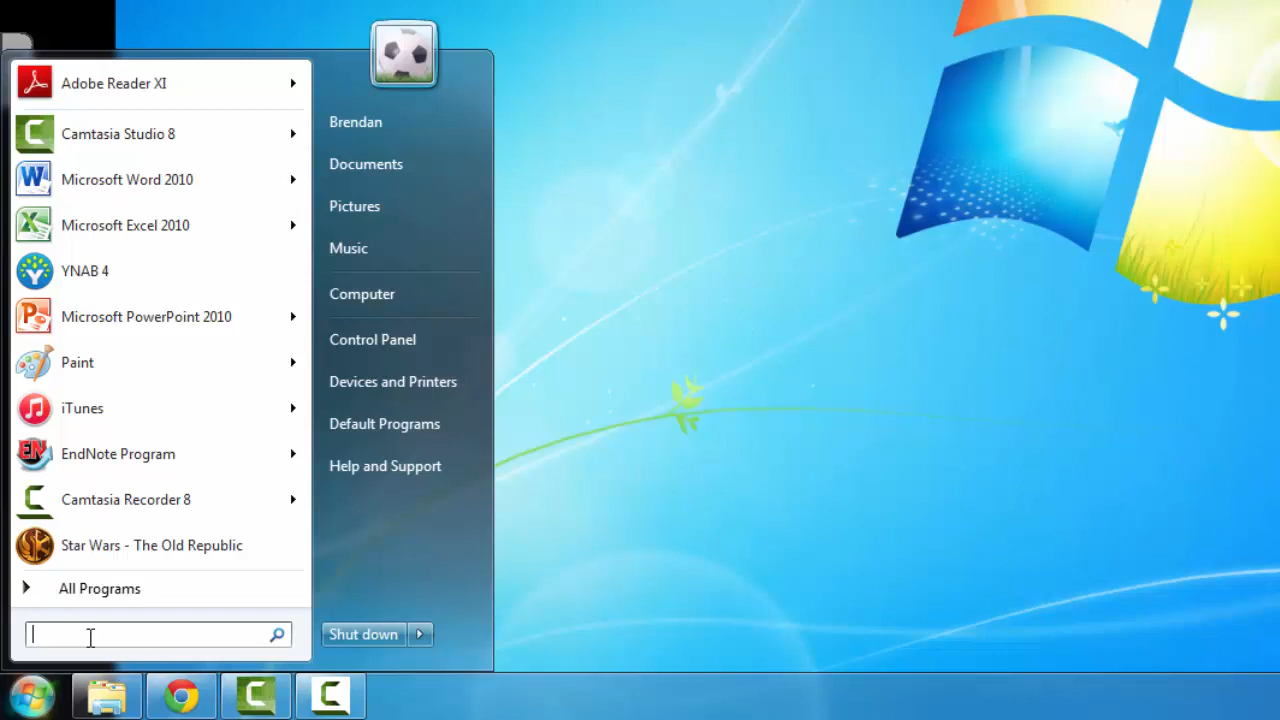 Adobe Reader XI
Camtasia Studio 8
Microsoft Word 2010
Microsoft Excel 2010
YNAB 4
Microsoft PowerPoint 2010
Paint
iTunes
EndNote Program
Camtasia Recorder 8
Star Wars - The Old Republic
All Programs
Brendan
Documents
Pictures
Music
Computer
Control Panel
Devices and Printers
Default Programs
Help and Support
Shut down